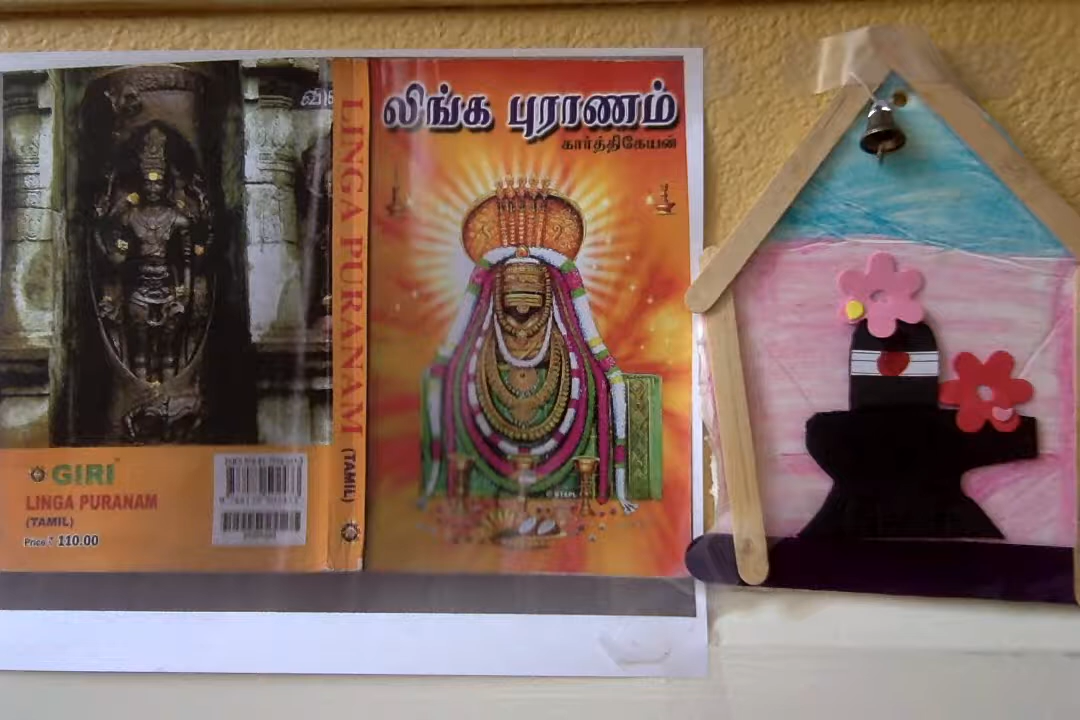 GIRI
LINGA PURANAM
(TAMIL)
Price ₹ 110.00
LINGA PURANAM (TAMIL)
லிங்க புராணம்
கார்த்திகேயன்